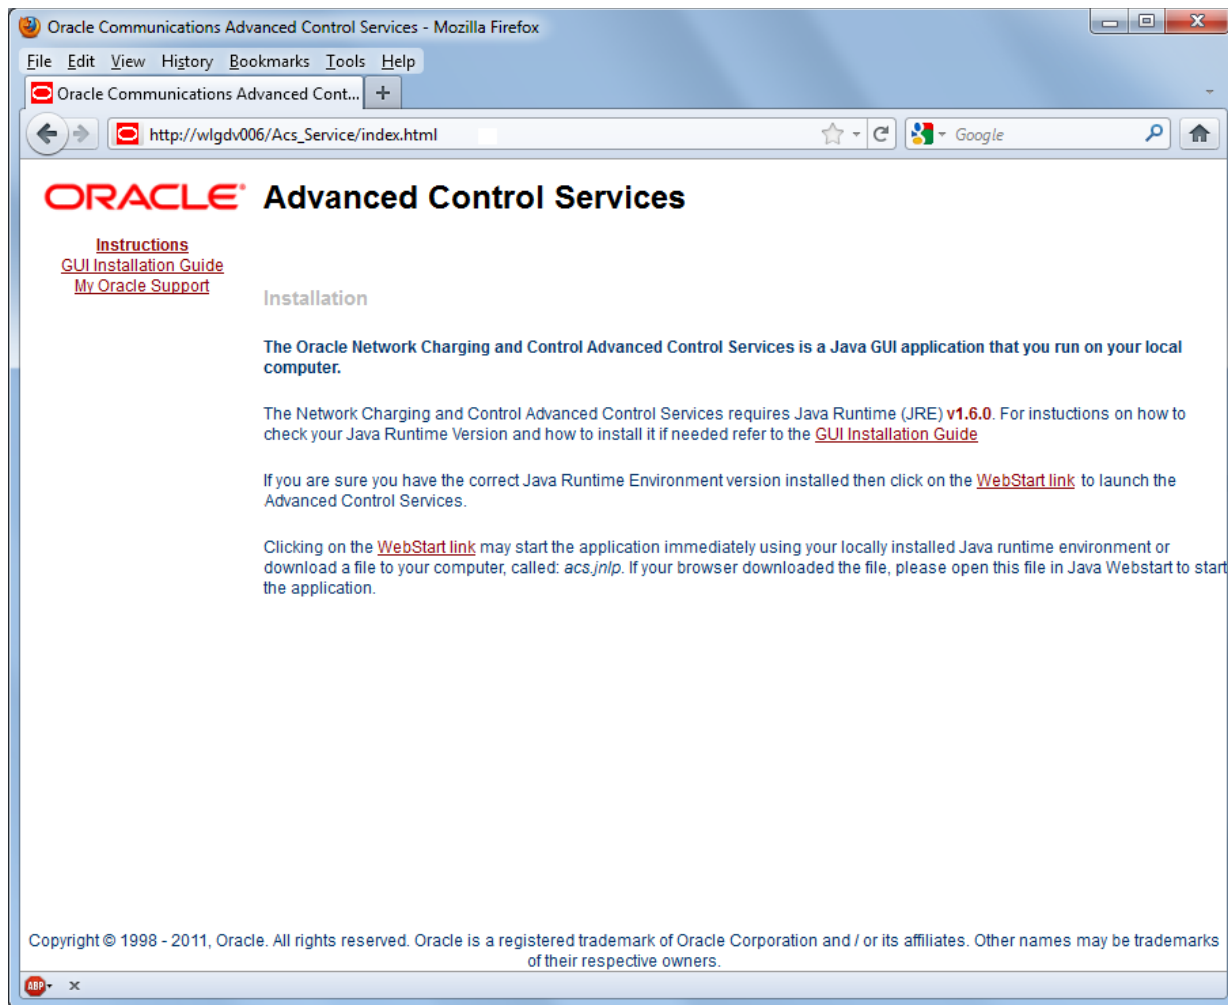 Oracle Communications Advanced Control Services - Mozilla Firefox
File Edit View History Bookmarks Tools Help
Oracle Communications Advanced Cont...
http://wlgdv006/Acs_Service/index.html
Google
ORACLE Advanced Control Services
Instructions
GUI Installation Guide
My Oracle Support
Installation
The Oracle Network Charging and Control Advanced Control Services is a Java GUI application that you run on your local
computer.
The Network Charging and Control Advanced Control Services requires Java Runtime (JRE) v1.6.0. For instuctions on how to
check your Java Runtime Version and how to install it if needed refer to the GUI Installation Guide
If you are sure you have the correct Java Runtime Environment version installed then click on the WebStart link to launch the
Advanced Control Services.
Clicking on the WebStart link may start the application immediately using your locally installed Java runtime environment or
download a file to your computer, called: acs.jnlp. If your browser downloaded the file, please open this file in Java Webstart to start
the application.
Copyright © 1998 - 2011, Oracle. All rights reserved. Oracle is a registered trademark of Oracle Corporation and / or its affiliates. Other names may be trademarks
of their respective owners.
ABP